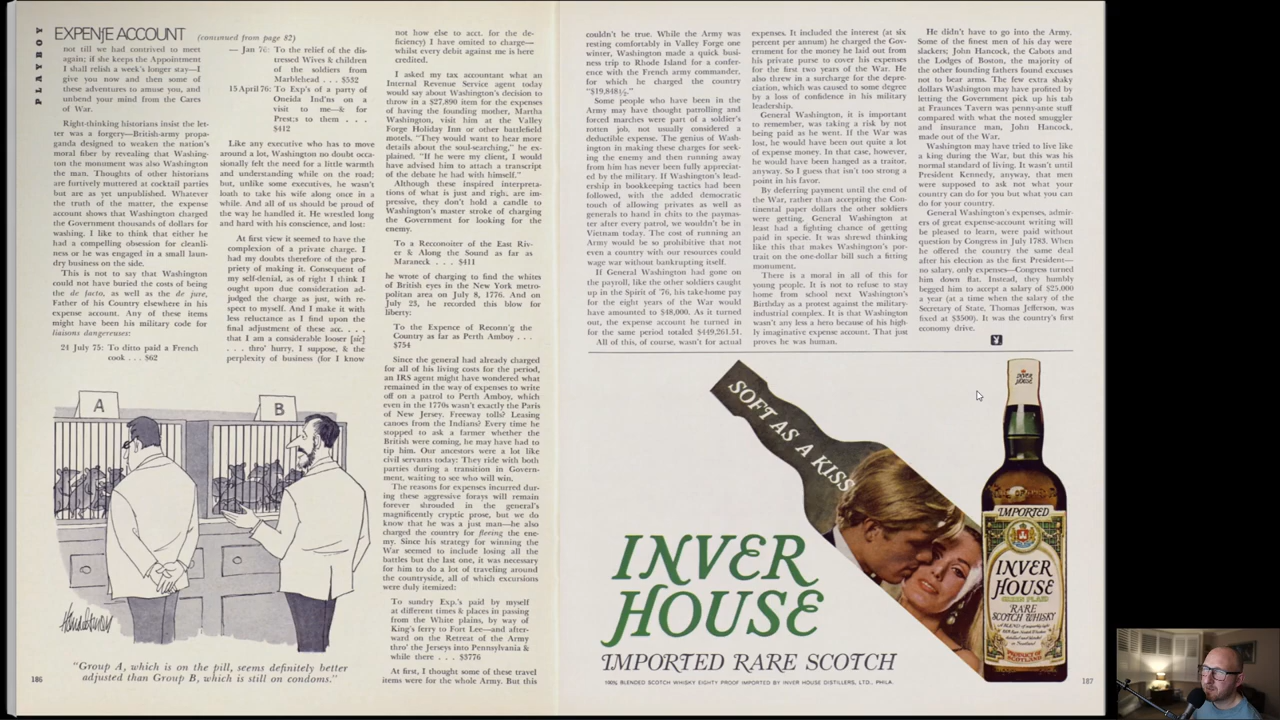 PLAYBOY
EXPENSE ACCOUNT (continued from page 82)
not till we had contrived to meet
again; if she keeps the Appointment
I shall relish a week's longer stay—I
give you now and then some of
these adventures to amuse you, and
unbend your mind from the Cares
of War.
Right-thinking historians insist the let-
ter was a forgery—British-army propa-
ganda designed to weaken the nation's
moral fiber by revealing that Washing-
ton the monument was also Washington
the man. Thoughts of other historians
are furtively muttered at cocktail parties
but are as yet unpublished. Whatever
the truth of the matter, the expense
account shows that Washington charged
the Government thousands of dollars for
washing. I like to think that either he
had a compelling obsession for cleanli-
ness or he was engaged in a small laun-
dry business on the side.
This is not to say that Washington
could not have buried the costs of being
the de facto, as well as the de jure,
Father of his Country elsewhere in his
expense account. Any of these items
might have been his military code for
liaisons dangereuses:
24 July 75: To ditto paid a French
cook . . . $62
— Jan 76: To the relief of the dis-
tressed Wives & children
of the soldiers from
Marblehead . . . $532
15 April 76: To Exp's of a party of
Oneida Ind'ns on a
visit to me—& for
Pres:s to them . . .
$412
Like any executive who has to move
around a lot, Washington no doubt occa-
sionally felt the need for a little warmth
and understanding while on the road;
but, unlike some executives, he wasn't
loath to take his wife along once in a
while. And all of us should be proud of
the way he handled it. He wrestled long
and hard with his conscience, and lost:
At first view it seemed to have the
complexion of a private charge. I
had my doubts therefore of the pro-
priety of making it. Consequent of
my self-denial, as of right I think I
ought upon due consideration ad-
judged the charge as just, with re-
spect to myself. And I make it with
less reluctance as I find upon the
final adjustment of these acc. . . .
that I am a considerable looser [sic]
. . . thro' hurry, I suppose, & the
perplexity of business (for I know
not how else to acct. for the de-
ficiency) I have omitted to charge—
whilst every debit against me is here
credited.
I asked my tax accountant what an
Internal Revenue Service agent today
would say about Washington's decision to
throw in a $27,890 item for the expenses
of having the founding mother, Martha
Washington, visit him at the Valley
Forge Holiday Inn or other battlefield
motels. "They would want to hear more
details about the soul-searching," he ex-
plained. "If he were my client, I would
have advised him to attach a transcript
of the debate he had with himself."
Although these inspired interpreta-
tions of what is just and right are im-
pressive, they don't hold a candle to
Washington's master stroke of charging
the Government for looking for the
enemy.
To a Reconnoiter of the East Riv-
er & Along the Sound as far as
Maraneck . . . $411
he wrote of charging to find the whites
of British eyes in the New York metro-
politan area on July 8, 1776. And on
July 23, he recorded this blow for
liberty:
To the Expence of Reconn'g the
Country as far as Perth Amboy . . .
$754
Since the general had already charged
for all of his living costs for the period,
an IRS agent might have wondered what
remained in the way of expenses to write
off on a patrol to Perth Amboy, which
even in the 1770s wasn't exactly the Paris
of New Jersey. Freeway tolls? Leasing
canoes from the Indians? Every time he
stopped to ask a farmer whether the
British were coming, he may have had to
tip him. Our ancestors were a lot like
civil servants today: They ride with both
parties during a transition in Govern-
ment, waiting to see who will win.
The reasons for expenses incurred dur-
ing these aggressive forays will remain
forever shrouded in the general's
magnificently cryptic prose, but we do
know that he was a just man—he also
charged the country for fleeing the ene-
my. Since his strategy for winning the
War seemed to include losing all the
battles but the last one, it was necessary
for him to do a lot of traveling around
the countryside, all of which excursions
were duly itemized:
To sundry Exp.'s paid by myself
at different times & places in passing
from the White plains, by way of
King's ferry to Fort Lee—and after-
ward on the Retreat of the Army
thro' the Jerseys into Pennsylvania &
while there . . . $3776
At first, I thought some of these travel
items were for the whole Army. But this
A
B
"Group A, which is on the pill, seems definitely better
adjusted than Group B, which is still on condoms."
186
couldn't be true. While the Army was
resting comfortably in Valley Forge one
winter, Washington made a quick busi-
ness trip to Rhode Island for a confer-
ence with the French army commander,
for which he charged the country
"$19,848½."
Some people who have been in the
Army may have thought patrolling and
forced marches were part of a soldier's
rotten job, not usually considered a
deductible expense. The genius of Wash-
ington in making these charges for seek-
ing the enemy and then running away
from him has never been fully appreciat-
ed by the military. If Washington's lead-
ership in bookkeeping tactics had been
followed, with the added democratic
touch of allowing privates as well as
generals to hand in chits to the paymas-
ter after every patrol, we wouldn't be in
Vietnam today. The cost of running an
Army would be so prohibitive that not
even a country with our resources could
wage war without bankrupting itself.
If General Washington had gone on
the payroll, like the other soldiers caught
up in the Spirit of '76, his take-home pay
for the eight years of the War would
have amounted to $48,000. As it turned
out, the expense account he turned in
for the same period totaled $449,261.51.
All of this, of course, wasn't for actual
expenses. It included the interest (at six
percent per annum) he charged the Gov-
ernment for the money he laid out from
his private purse to cover his expenses
for the first two years of the War. He
also threw in a surcharge for the depre-
ciation, which was caused to some degree
by a loss of confidence in his military
leadership.
General Washington, it is important
to remember, was taking a risk by not
being paid as he went. If the War was
lost, he would have been out quite a lot
of expense money. In that case, however,
he would have been hanged as a traitor,
anyway. So I guess that isn't too strong a
point in his favor.
By deferring payment until the end of
the War, rather than accepting the Con-
tinental paper dollars the other soldiers
were getting, General Washington at
least had a fighting chance of getting
paid in specie. It was shrewd thinking
like this that makes Washington's por-
trait on the one-dollar bill such a fitting
monument.
There is a moral in all of this for
young people. It is not to refuse to stay
home from school next Washington's
Birthday as a protest against the military-
industrial complex. It is that Washington
wasn't any less a hero because of his high-
ly imaginative expense account. That just
proves he was human.
He didn't have to go into the Army.
Some of the finest men of his day were
slackers; John Hancock, the Cabots and
the Lodges of Boston, the majority of
the other founding fathers found excuses
not to bear arms. The few extra shaky
dollars Washington may have profited by
letting the Government pick up his tab
at Fraunces Tavern was penny-ante stuff
compared with what the noted smuggler
and insurance man, John Hancock,
made out of the War.
Washington may have tried to live like
a king during the War, but this was his
normal standard of living. It wasn't until
President Kennedy, anyway, that men
were supposed to ask not what your
country can do for you but what you can
do for your country.
General Washington's expenses, admir-
ers of great expense-account writing will
be pleased to learn, were paid without
question by Congress in July 1783. When
he offered the country the same deal
after his election as the first President—
no salary, only expenses—Congress turned
him down flat. Instead, they humbly
begged him to accept a salary of $25,000
a year (at a time when the salary of the
Secretary of State, Thomas Jefferson, was
fixed at $3500). It was the country's first
economy drive.
SOFT AS A KISS
INVER
HOUSE
IMPORTED RARE SCOTCH
100% BLENDED SCOTCH WHISKY EIGHTY PROOF IMPORTED BY INVER HOUSE DISTILLERS, LTD., PHILA.
INVER
HOUSE
IMPORTED
INVER
HOUSE
GREEN PLAID
RARE
SCOTCH WHISKY
187